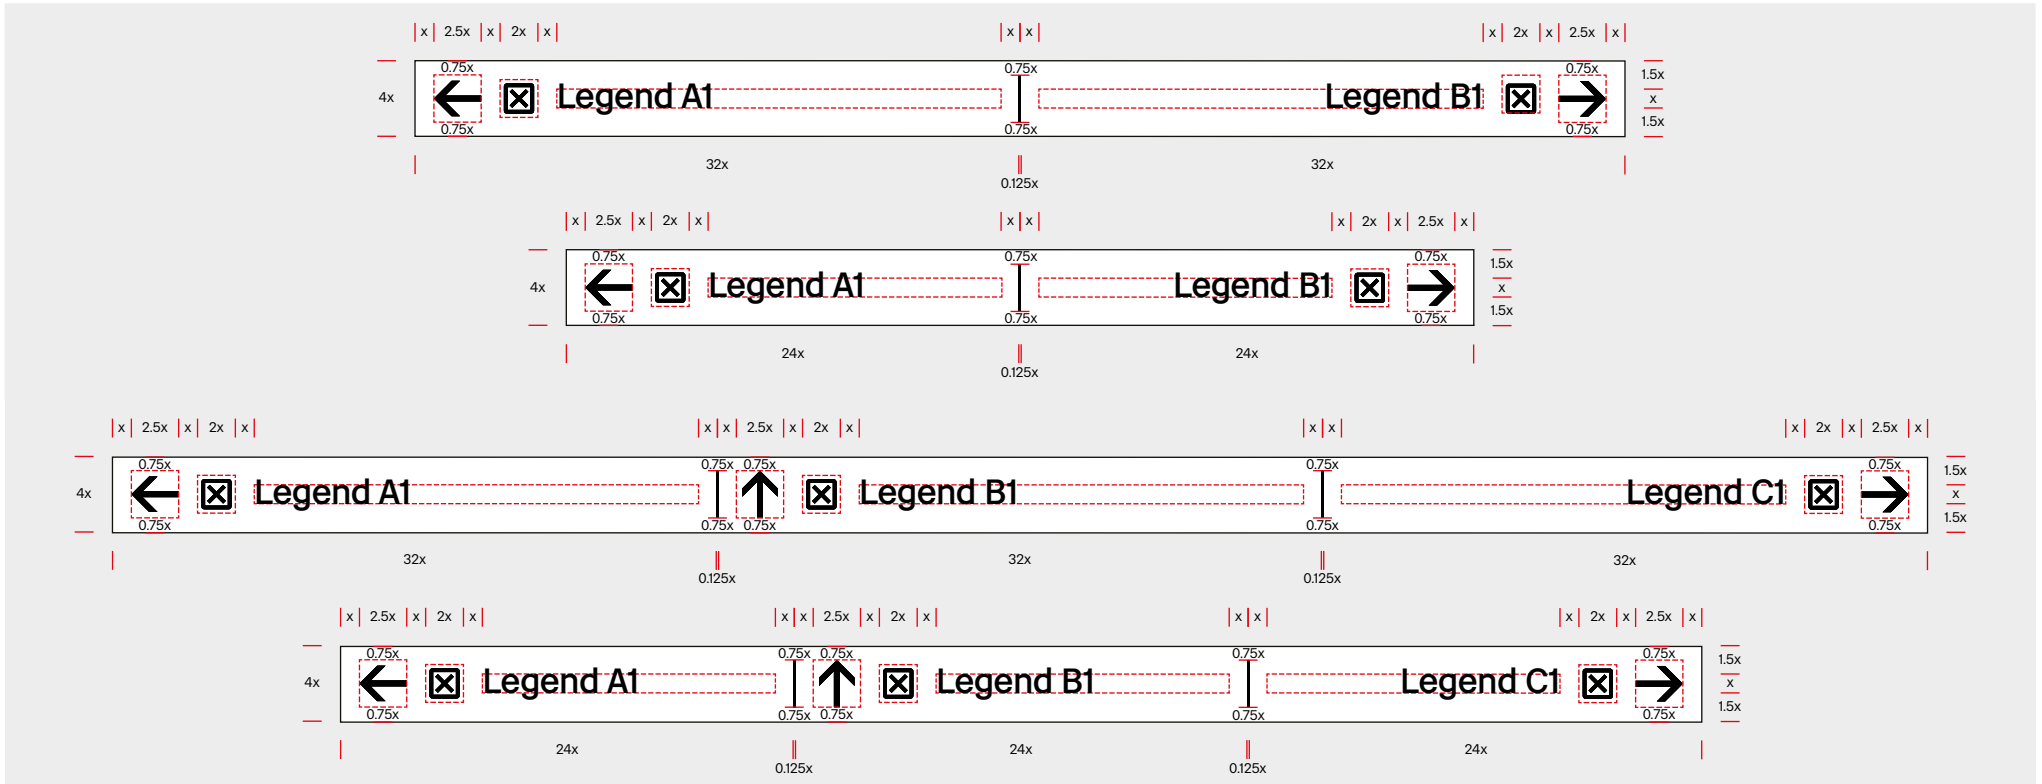 x 2.5x x 2x x x x x 2x x 2.5x x
0.75x 0.75x 0.75x 1.5x
4x Legend A1 Legend B1 x
0.75x 0.75x 0.75x 1.5x
32x 32x
0.125x
x 2.5x x 2x x x x x 2x x 2.5x x
0.75x 0.75x 0.75x 1.5x
4x Legend A1 Legend B1 x
0.75x 0.75x 0.75x 1.5x
24x 24x
0.125x
x 2.5x x 2x x x x 2.5x x 2x x x x x 2x x 2.5x x
0.75x 0.75x 0.75x 0.75x 0.75x 1.5x
4x Legend A1 Legend B1 Legend C1 x
0.75x 0.75x 0.75x 0.75x 0.75x 1.5x
32x 32x 32x
0.125x 0.125x
x 2.5x x 2x x x x 2.5x x 2x x x x x 2x x 2.5x x
0.75x 0.75x 0.75x 0.75x 0.75x 1.5x
4x Legend A1 Legend B1 Legend C1 x
0.75x 0.75x 0.75x 0.75x 0.75x 1.5x
24x 24x 24x
0.125x 0.125x